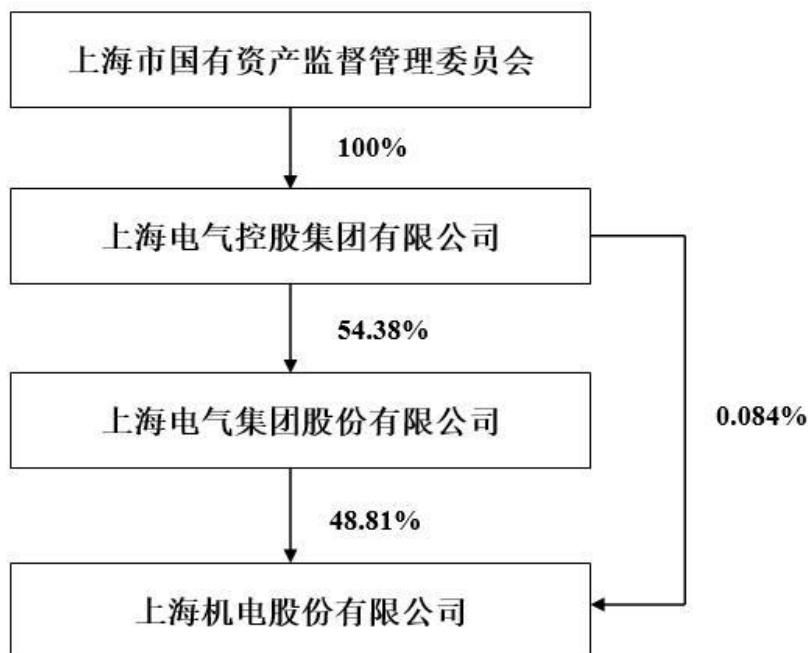 上海市国有资产监督管理委员会
100%
上海电气控股集团有限公司
54.38%
上海电气集团股份有限公司
0.084%
48.81%
上海机电股份有限公司